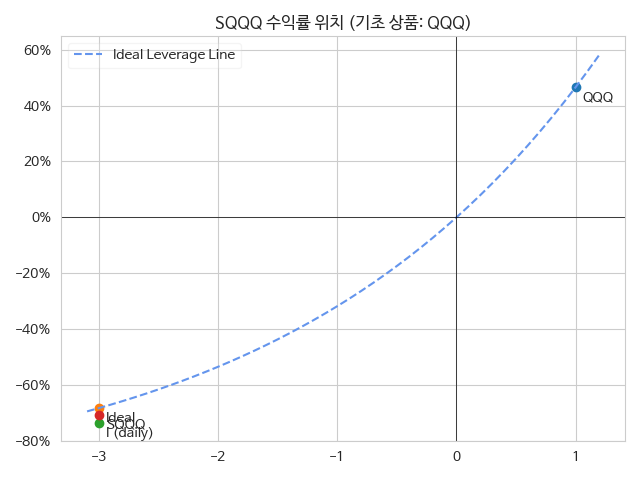 SQQQ 수익률 위치 (기초 상품: QQQ)
Ideal Leverage Line
60%
40%
20%
0%
−20%
−40%
−60%
−80%
QQQ
Ideal
SQQQ
I (daily)
−3
−2
−1
0
1